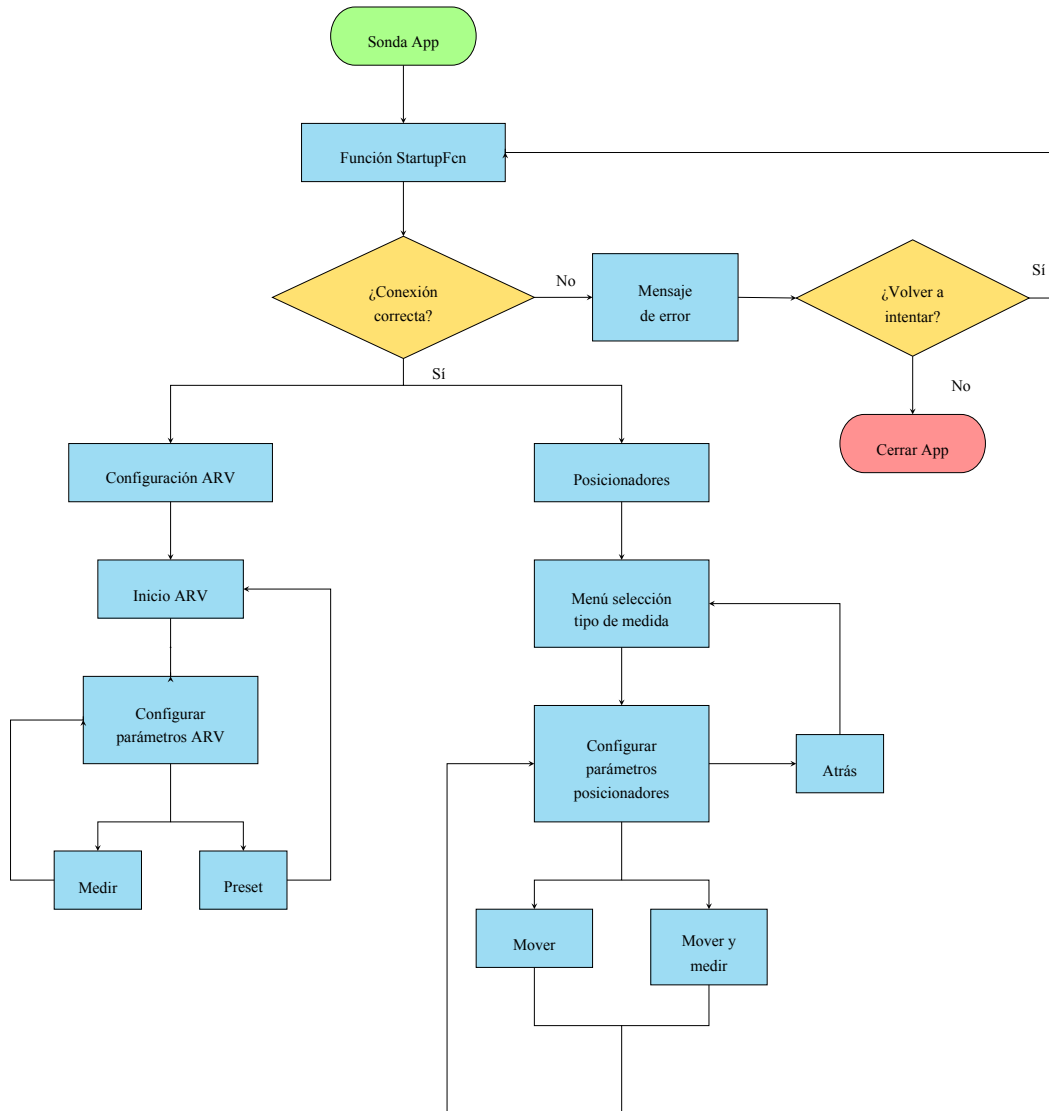 Sonda App
Función StartupFcn
¿Conexión
correcta?
No
Mensaje
de error
¿Volver a
intentar?
Sí
Sí
No
Cerrar App
Configuración ARV
Posicionadores
Inicio ARV
Menú selección
tipo de medida
Configurar
parámetros ARV
Configurar
parámetros
posicionadores
Atrás
Medir
Preset
Mover
Mover y
medir